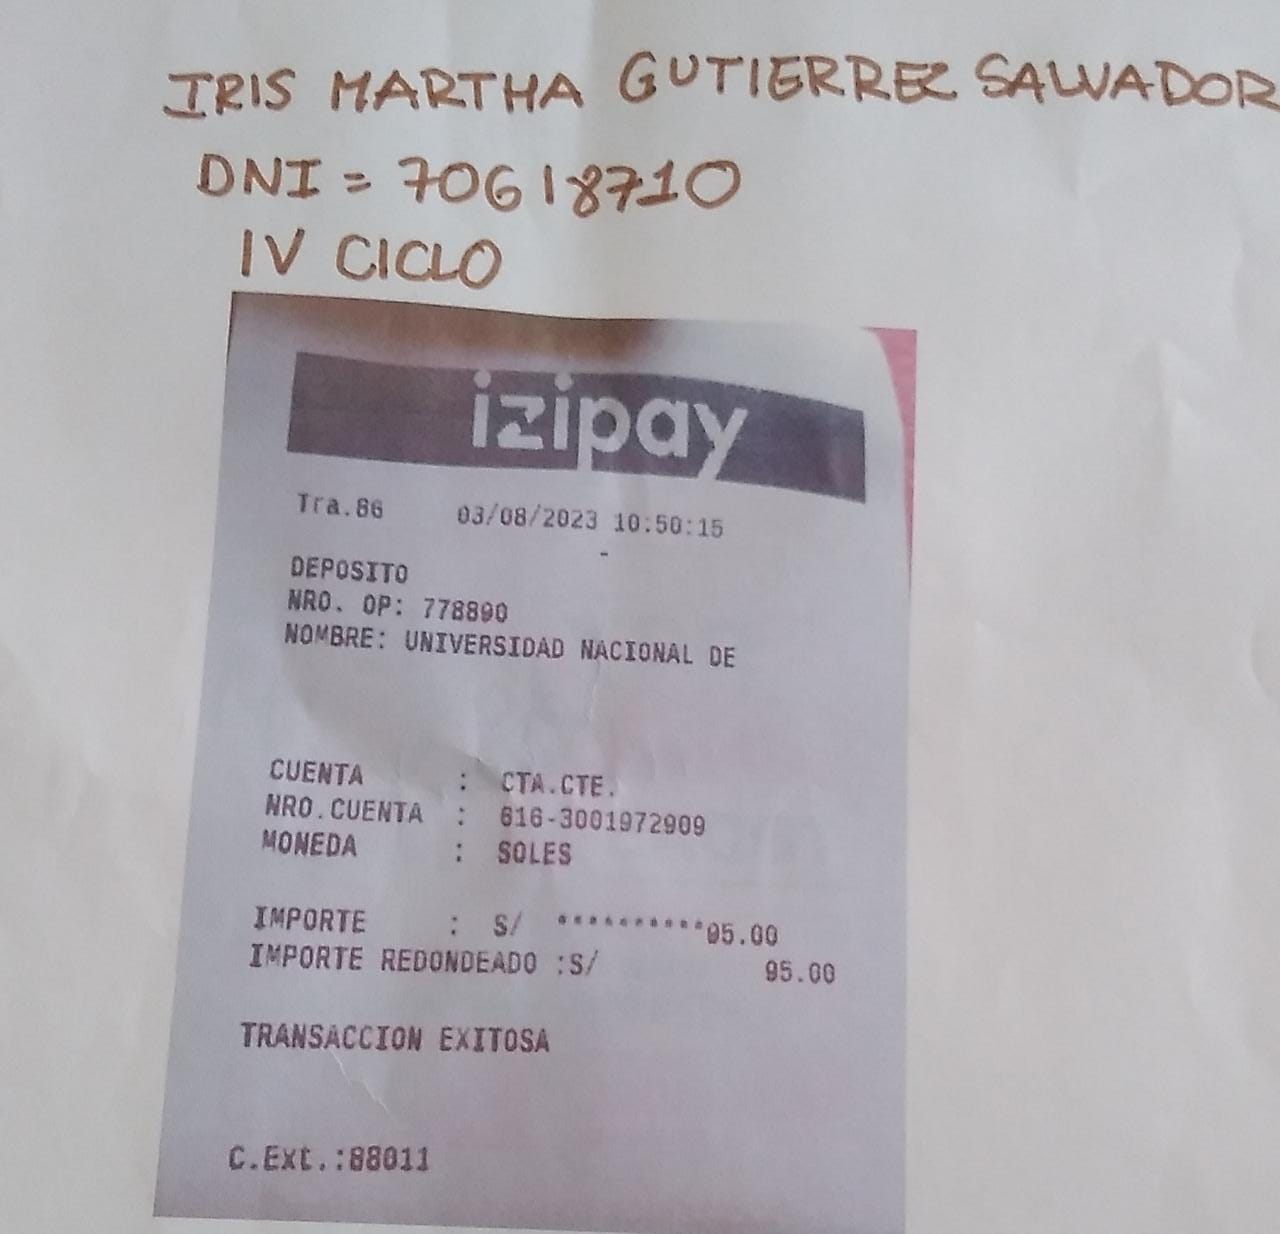 IRIS MARTHA GUTIERREZ SALVADOR
DNI = 70618710
IV CICLO
izipay
Tra.86 03/08/2023 10:50:15
-
DEPOSITO
NRO. OP: 778890
NOMBRE: UNIVERSIDAD NACIONAL DE
CUENTA : CTA.CTE.
NRO.CUENTA : 616-3001972909
MONEDA : SOLES
IMPORTE : S/ **********95.00
IMPORTE REDONDEADO :S/ 95.00
TRANSACCION EXITOSA
C.Ext.:88011